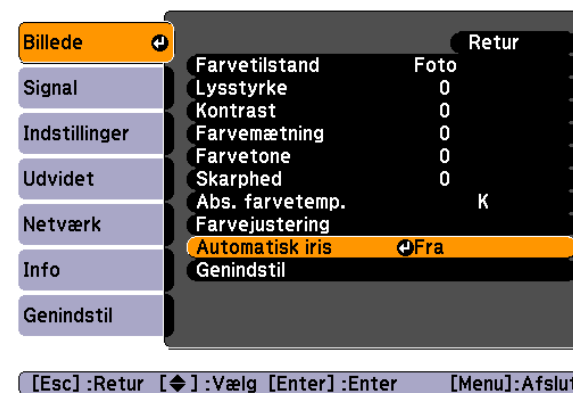 Billede
Signal
Indstillinger
Udvidet
Netværk
Info
Genindstil
Retur
Farvetilstand Foto
Lysstyrke 0
Kontrast 0
Farvemætning 0
Farvetone 0
Skarphed 0
Abs. farvetemp. K
Farvejustering
Automatisk iris Fra
Genindstil
[Esc] :Retur [◆] :Vælg [Enter] :Enter [Menu]:Afslut